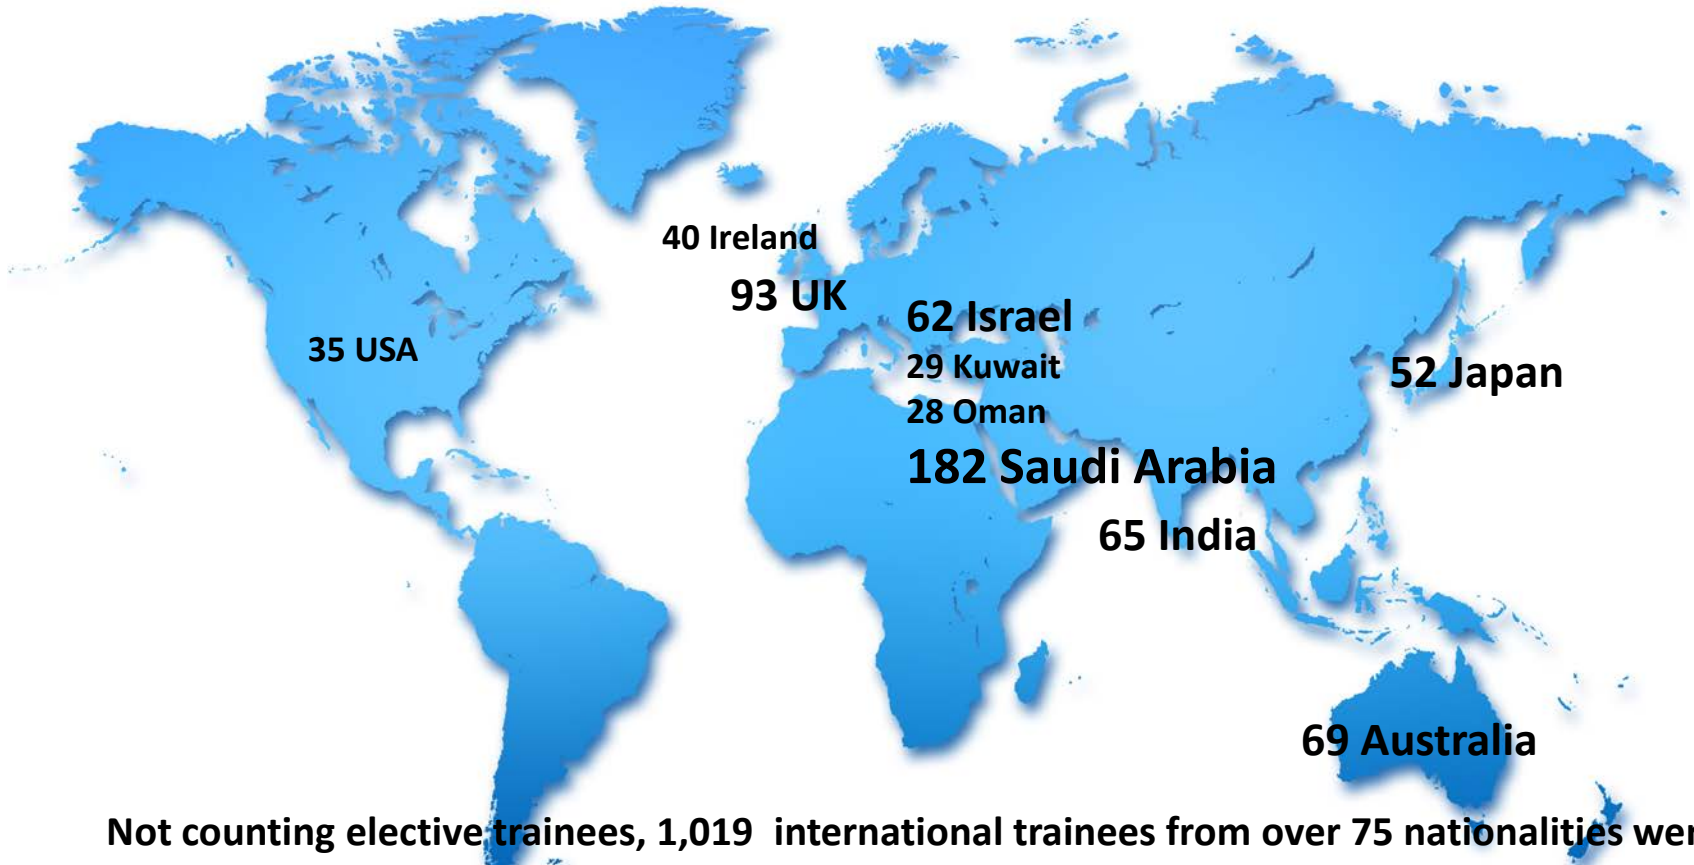 40 Ireland
93 UK
62 Israel
35 USA
29 Kuwait
52 Japan
28 Oman
182 Saudi Arabia
65 India
69 Australia
Not counting elective trainees, 1,019 international trainees from over 75 nationalities